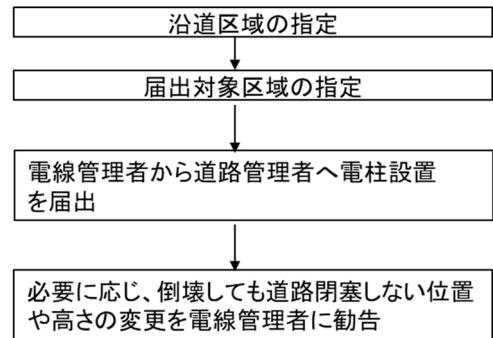 沿道区域の指定
届出対象区域の指定
電線管理者から道路管理者へ電柱設置
を届出
必要に応じ、倒壊しても道路閉塞しない位置
や高さの変更を電線管理者に勧告